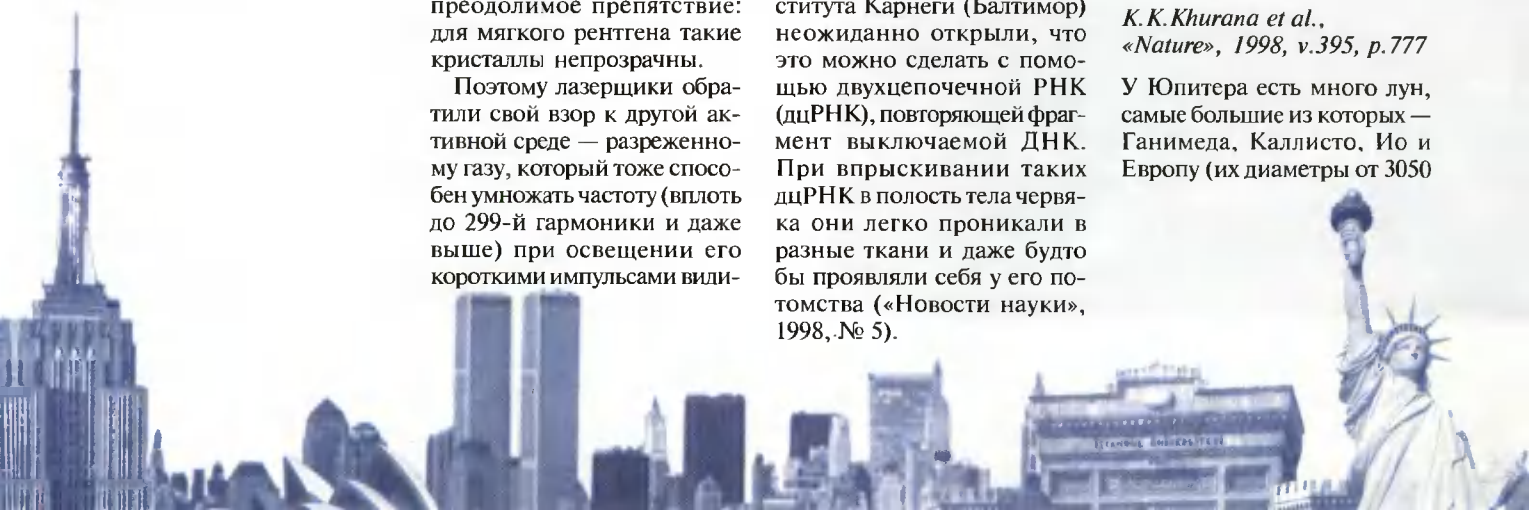 преодолимое препятствие:
для мягкого рентгена такие
кристаллы непрозрачны.
Поэтому лазерщики обра-
тили свой взор к другой ак-
тивной среде — разреженно-
му газу, который тоже спосо-
бен умножать частоту (вплоть
до 299-й гармоники и даже
выше) при освещении его
короткими импульсами види-
ститута Карнеги (Балтимор)
неожиданно открыли, что
это можно сделать с помо-
щью двухцепочечной РНК
(дцРНК), повторяющей фраг-
мент выключаемой ДНК.
При впрыскивании таких
дцРНК в полость тела червя-
ка они легко проникали в
разные ткани и даже будто
бы проявляли себя у его по-
томства («Новости науки»,
1998, № 5).
K.K.Khurana et al.,
«Nature», 1998, v.395, p.777
У Юпитера есть много лун,
самые большие из которых —
Ганимеда, Каллисто, Ио и
Европу (их диаметры от 3050